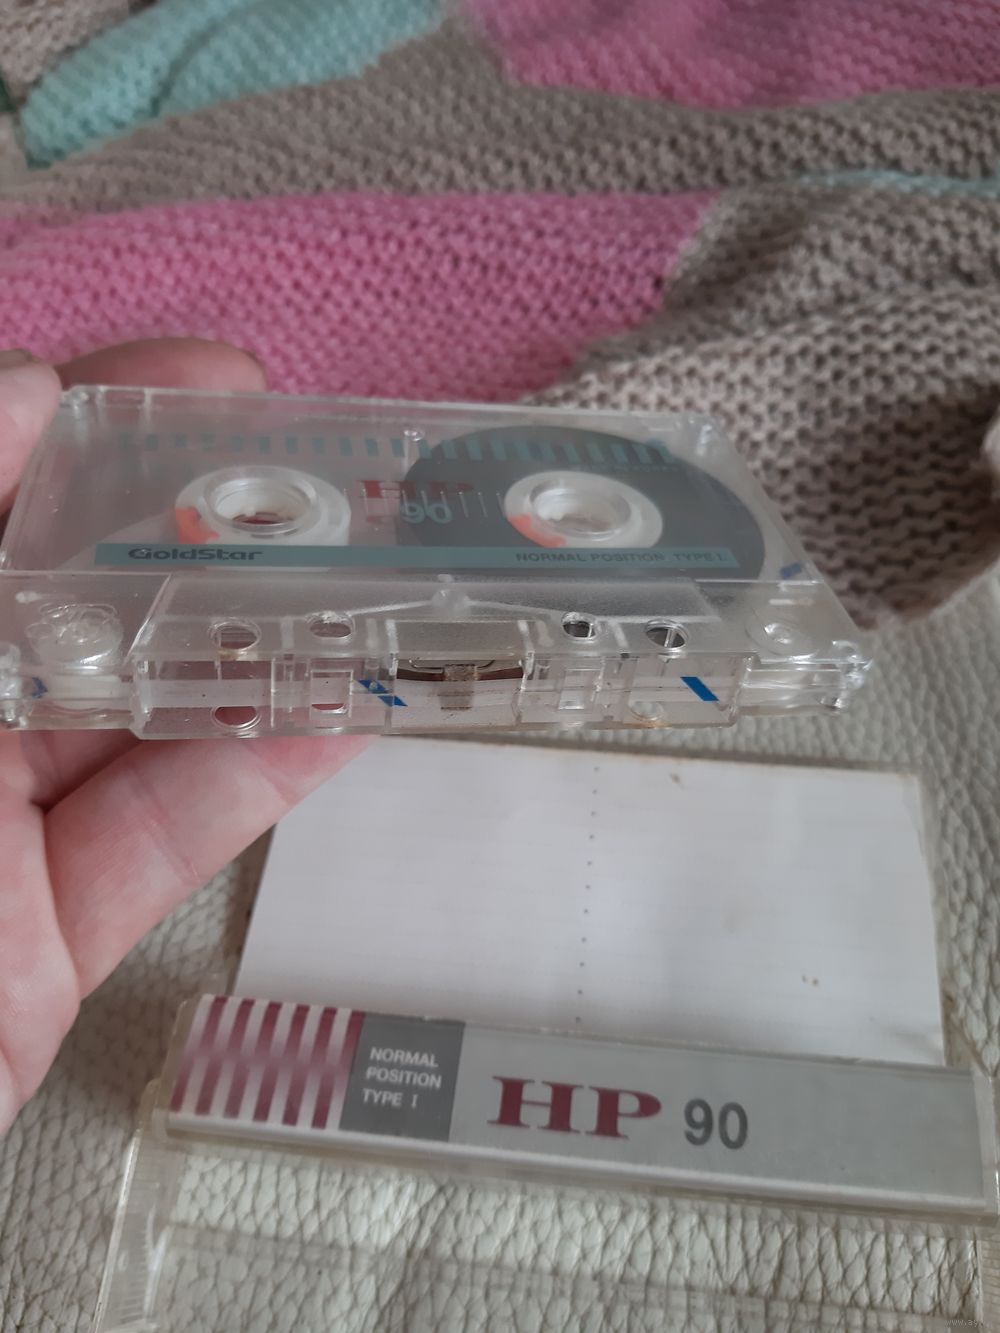 HP
90
GoldStar
NORMAL POSITION TYPE I
NORMAL
POSITION
TYPE I
HP 90